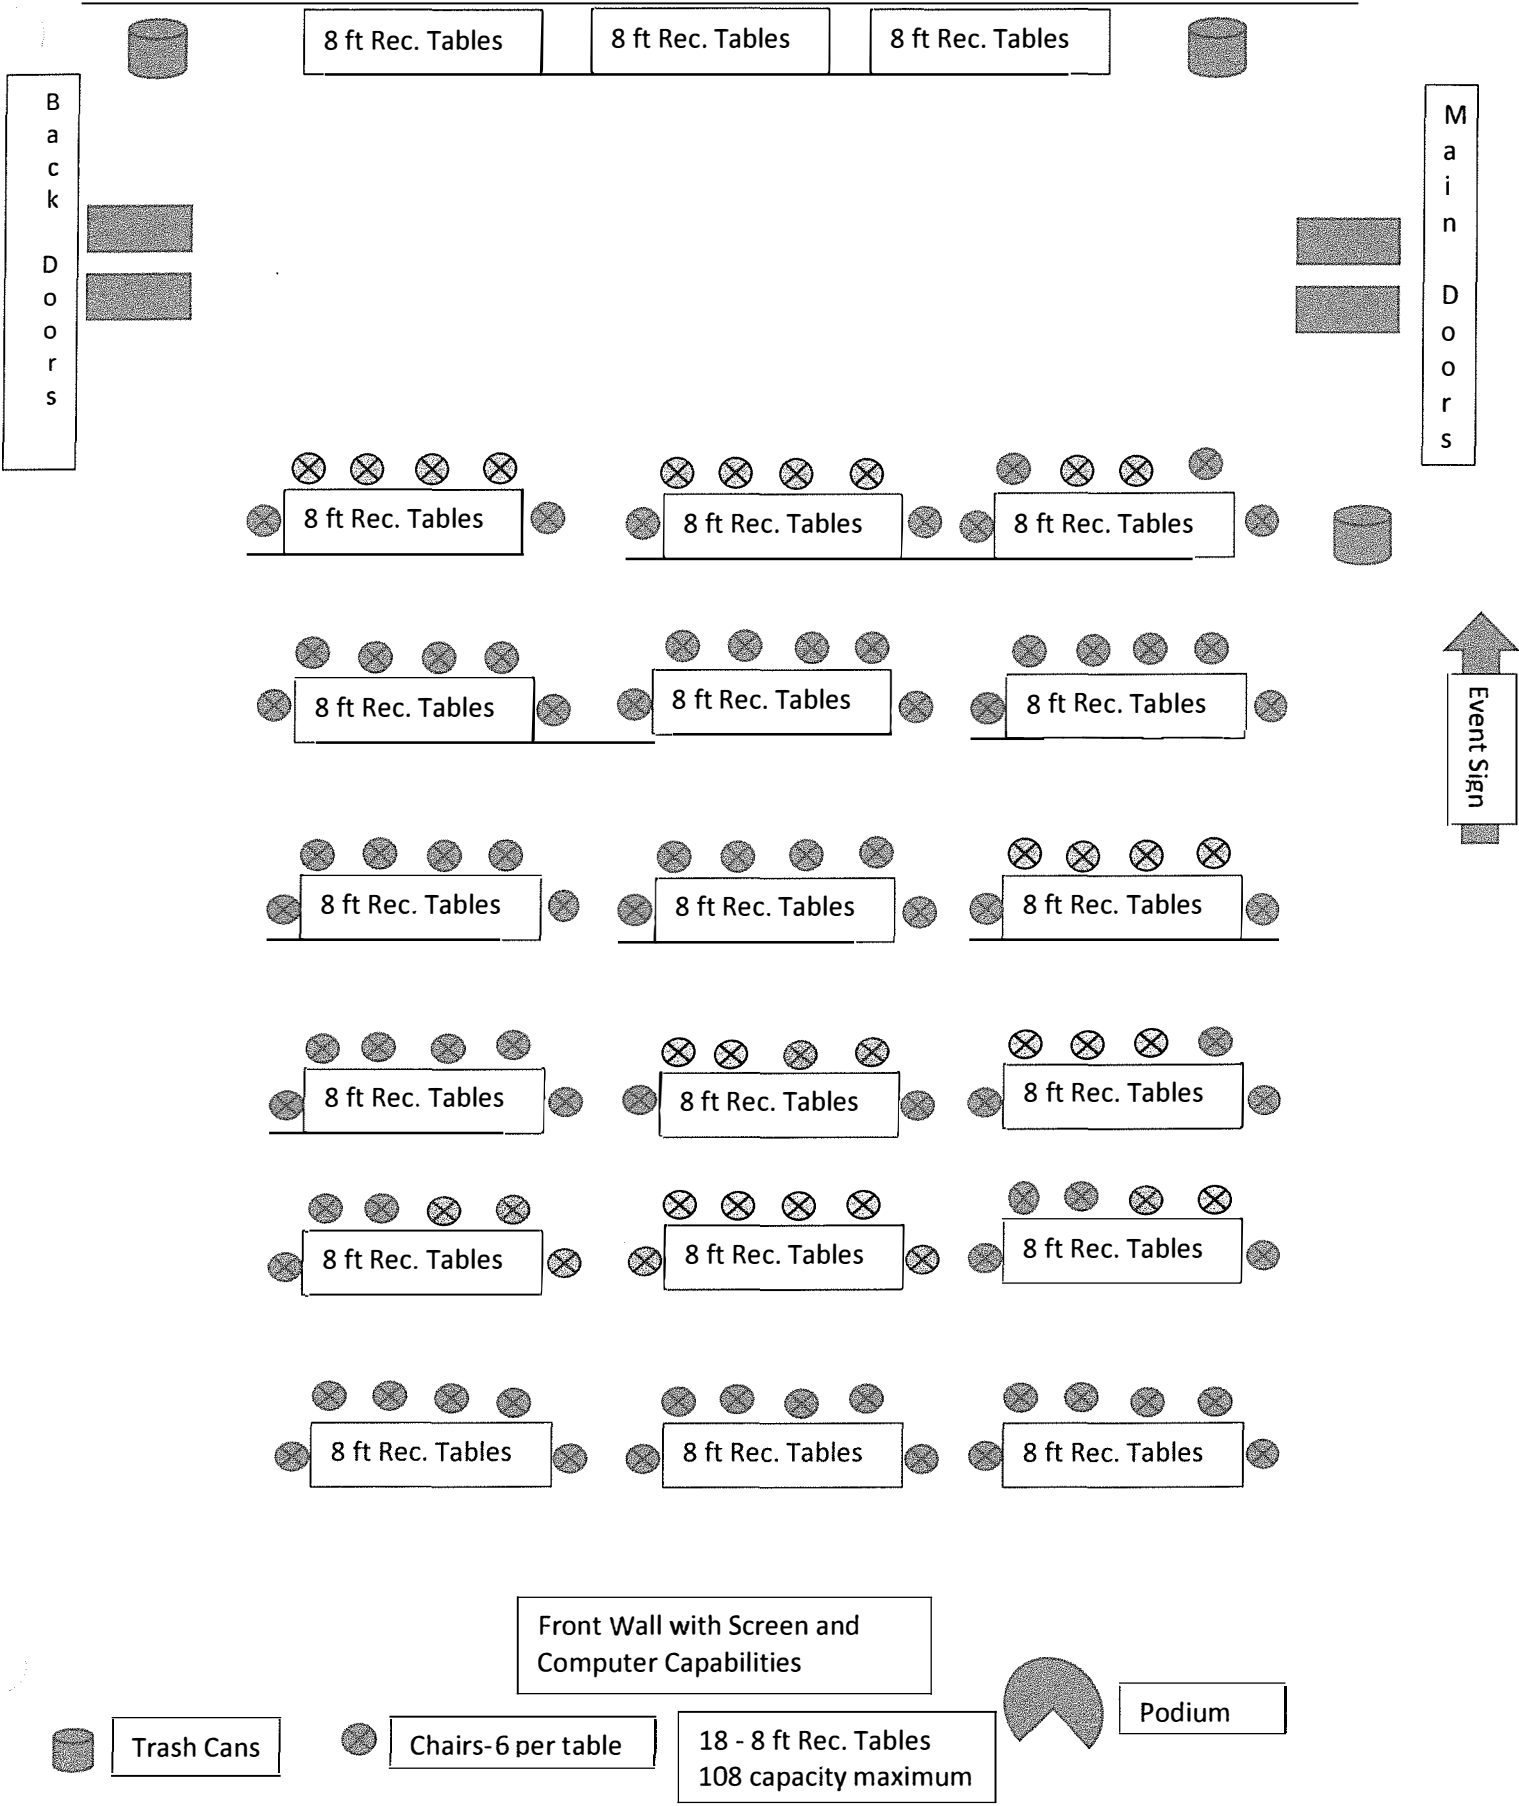 8 ft Rec. Tables
8 ft Rec. Tables
8 ft Rec. Tables
Back Doors
Main Doors
8 ft Rec. Tables
8 ft Rec. Tables
8 ft Rec. Tables
8 ft Rec. Tables
8 ft Rec. Tables
8 ft Rec. Tables
Event Sign
8 ft Rec. Tables
8 ft Rec. Tables
8 ft Rec. Tables
8 ft Rec. Tables
8 ft Rec. Tables
8 ft Rec. Tables
8 ft Rec. Tables
8 ft Rec. Tables
8 ft Rec. Tables
8 ft Rec. Tables
8 ft Rec. Tables
8 ft Rec. Tables
Front Wall with Screen and
Computer Capabilities
Podium
Trash Cans
Chairs-6 per table
18 - 8 ft Rec. Tables
108 capacity maximum